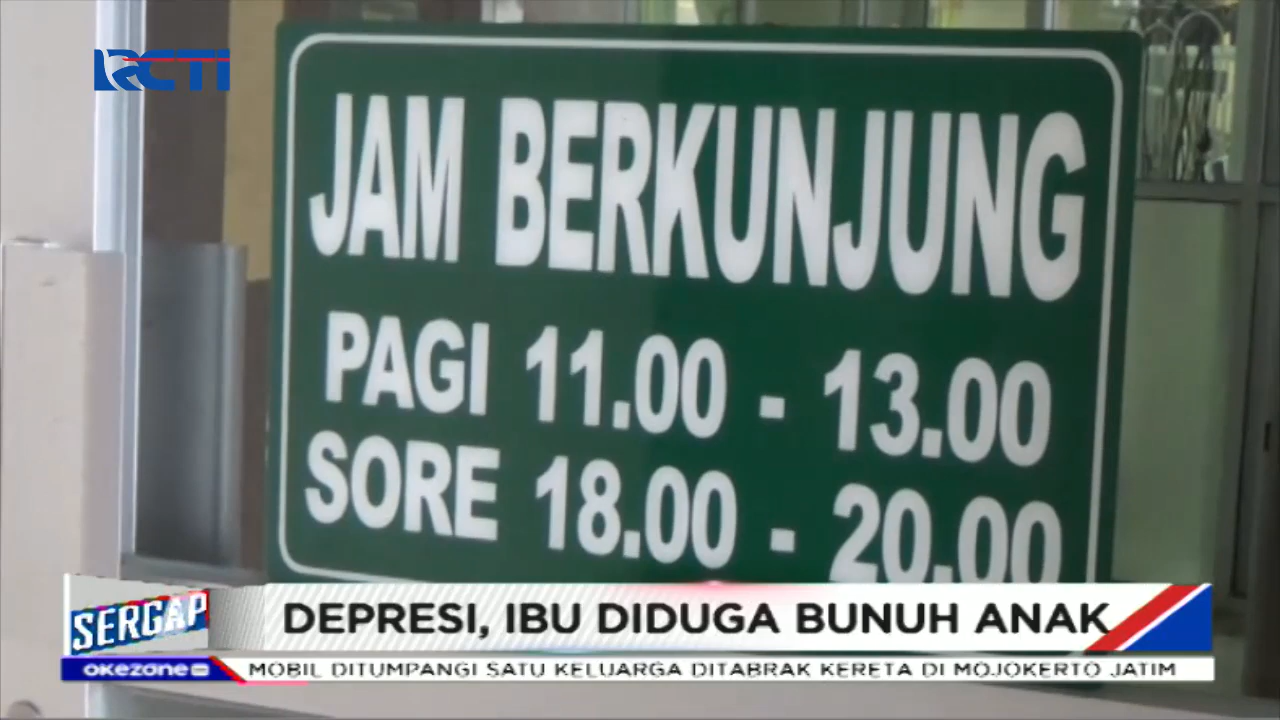 RCTI
JAM BERKUNJUNG
PAGI 11.00 - 13.00
SORE 18.00 - 20.00
SERGAP
DEPRESI, IBU DIDUGA BUNUH ANAK
okezone
MOBIL DITUMPANGI SATU KELUARGA DITABRAK KERETA DI MOJOKERTO JATIM